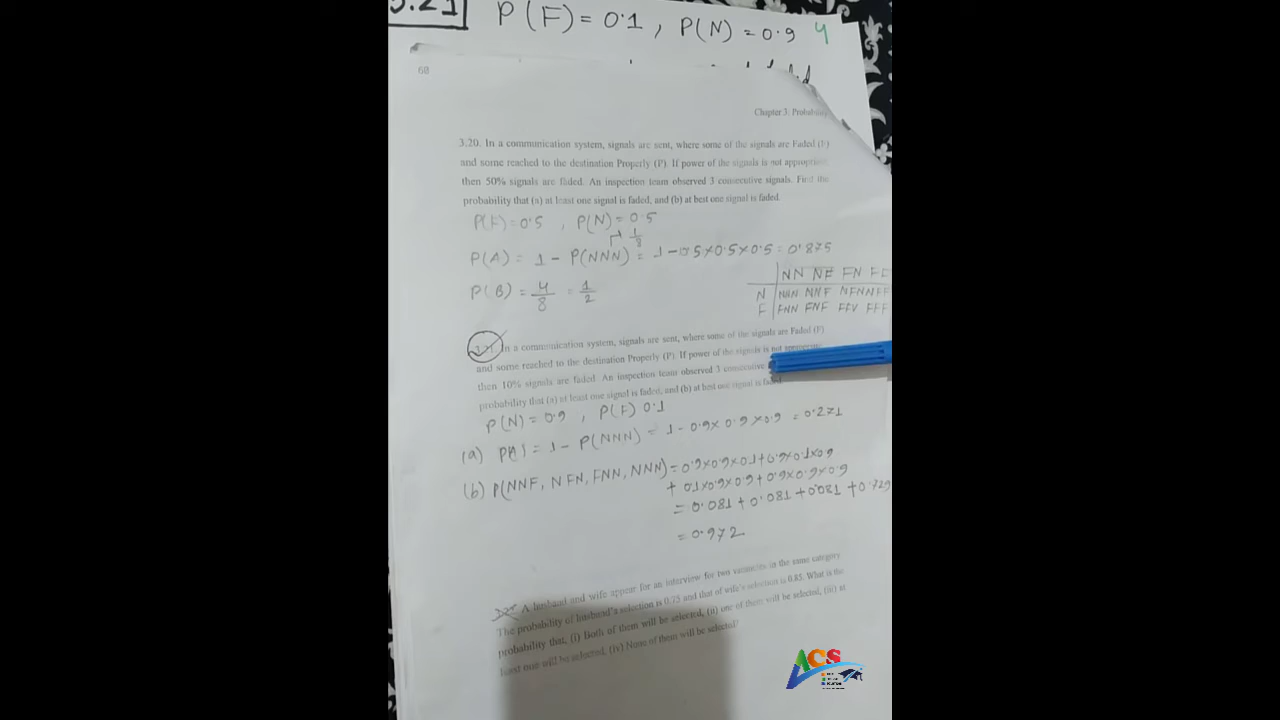 3.21 P(F) = 0.1, P(N) = 0.9 4
60
Chapter 3: Probability
3.20. In a communication system, signals are sent, where some of the signals are Faded (F)
and some reached to the destination Properly (P). If power of the signals is not appropriate,
then 50% signals are faded. An inspection team observed 3 consecutive signals. Find the
probability that (a) at least one signal is faded, and (b) at best one signal is faded.
P(F) = 0.5, P(N) = 0.5
1/8
P(A) = 1 - P(NNN) = 1 - 0.5×0.5×0.5 = 0.875
NN NF FN FF
P(B) = 4/8 = 1/2
N NNN NNF NFN NFF
F FNN FNF FFN FFF
3.21 In a communication system, signals are sent, where some of the signals are Faded (F)
and some reached to the destination Properly (P). If power of the signals is not appropriate,
then 10% signals are faded. An inspection team observed 3 consecutive
probability that (a) at least one signal is faded, and (b) at best one signal is faded.
P(N) = 0.9, P(F) 0.1
(a) P(A) = 1 - P(NNN) = 1 - 0.9×0.9×0.9 = 0.271
(b) P(NNF, NFN, FNN, NNN) = 0.9×0.9×0.1+0.9×0.1×0.9
+ 0.1×0.9×0.9+0.9×0.9×0.9
= 0.081 + 0.081 + 0.081 + 0.729
= 0.972
A husband and wife appear for an interview for two vacancies in the same category.
The probability of husband's selection is 0.75 and that of wife's selection is 0.85. What is the
probability that, (i) Both of them will be selected, (ii) one of them will be selected, (iii) at
least one will be selected, (iv) None of them will be selected?
ACS